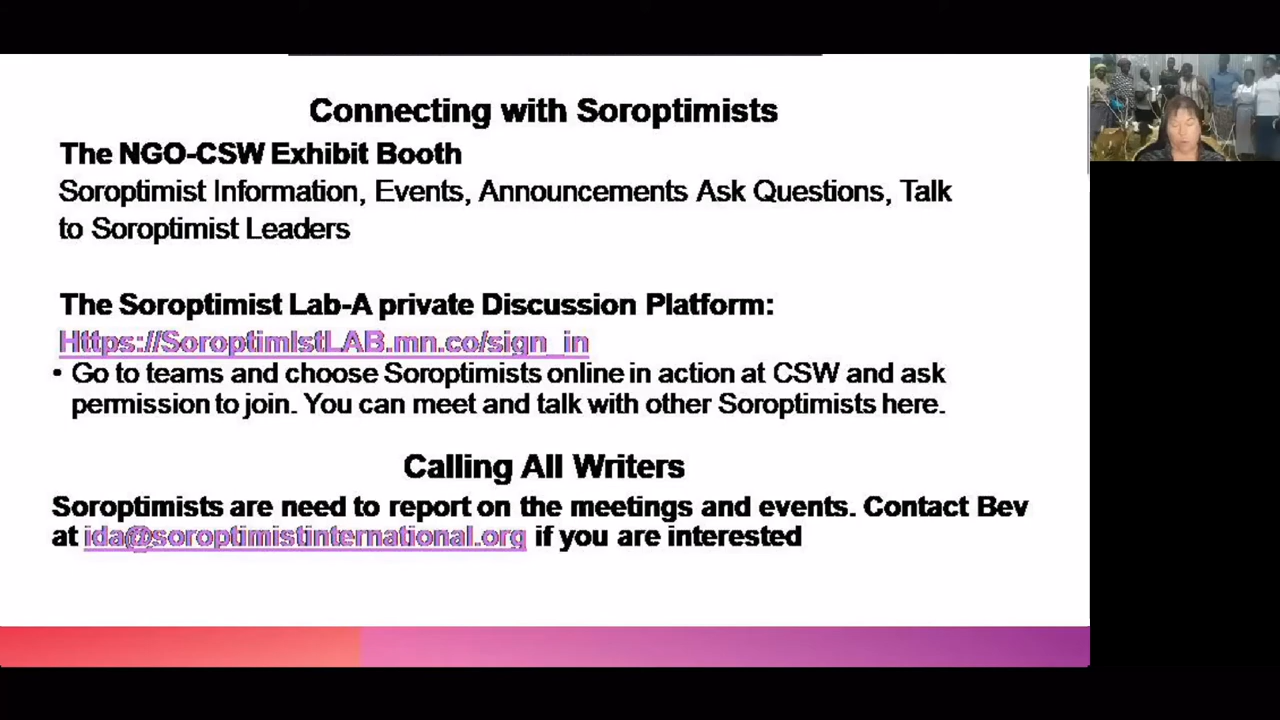 Connecting with Soroptimists
The NGO-CSW Exhibit Booth
Soroptimist Information, Events, Announcements Ask Questions, Talk
to Soroptimist Leaders
The Soroptimist Lab-A private Discussion Platform:
Https://SoroptimIstLAB.mn.co/sign_in
• Go to teams and choose Soroptimists online in action at CSW and ask
permission to join. You can meet and talk with other Soroptimists here.
Calling All Writers
Soroptimists are need to report on the meetings and events. Contact Bev
at ida@soroptimistinternational.org if you are interested